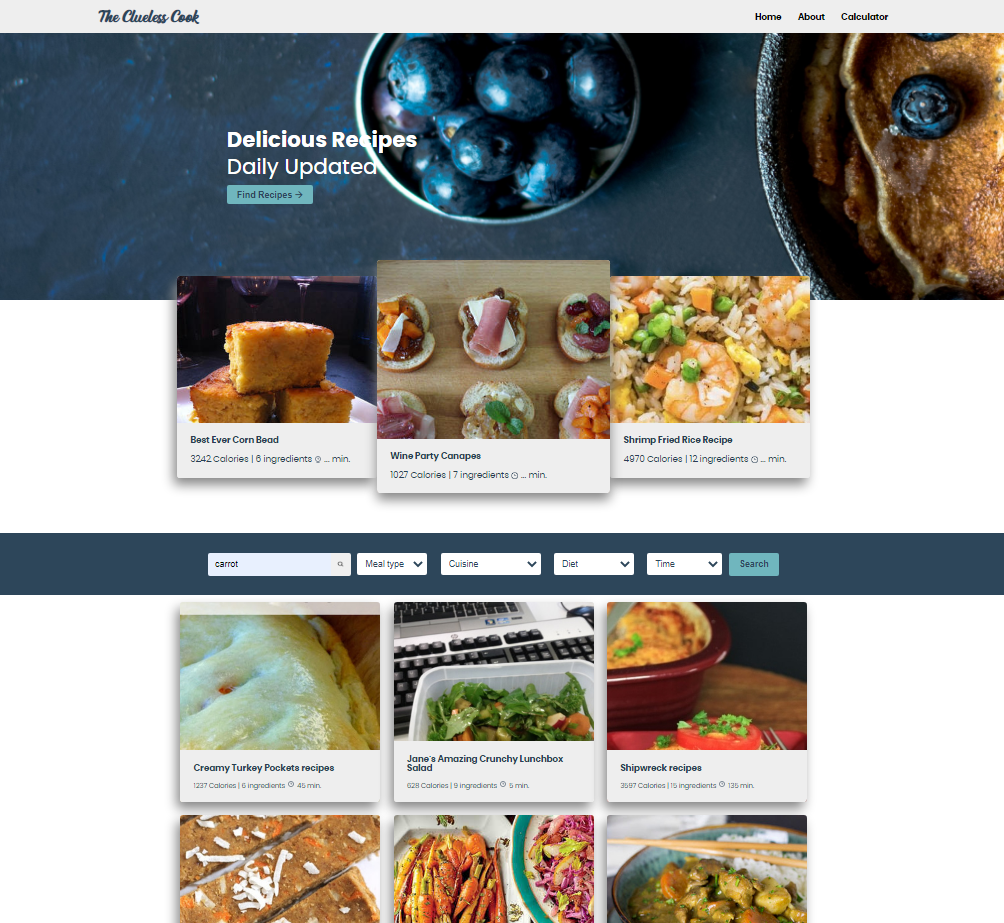 The Clueless Cook
Home About Calculator
Delicious Recipes
Daily Updated
Find Recipes →
Best Ever Corn Bead
3242 Calories | 6 ingredients ... min.
Wine Party Canapes
1027 Calories | 7 ingredients ... min.
Shrimp Fried Rice Recipe
4970 Calories | 12 ingredients ... min.
carrot Meal type Cuisine Diet Time Search
Creamy Turkey Pockets recipes
1237 Calories | 6 ingredients 45 min.
Jane's Amazing Crunchy Lunchbox
Salad
628 Calories | 9 ingredients 5 min.
Shipwreck recipes
3597 Calories | 15 ingredients 135 min.